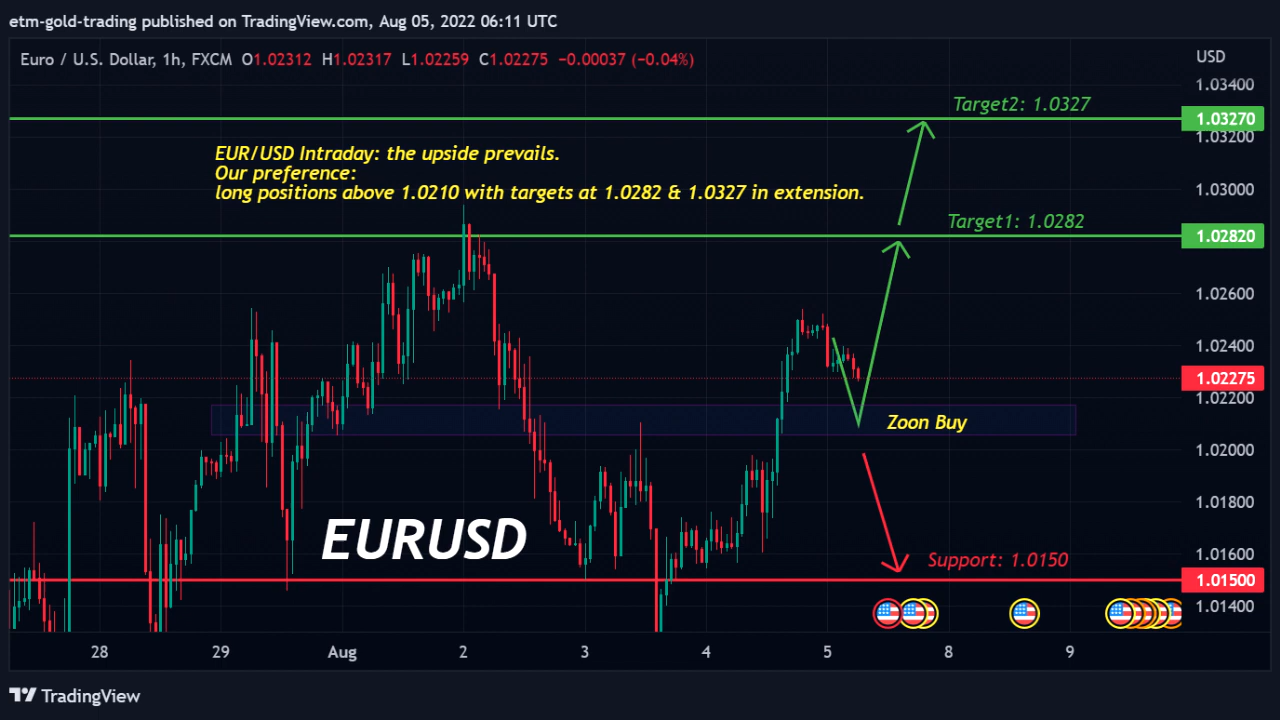 etm-gold-trading published on TradingView.com, Aug 05, 2022 06:11 UTC
Euro / U.S. Dollar, 1h, FXCM O1.02312 H1.02317 L1.02259 C1.02275 −0.00037 (−0.04%)
USD
1.03400
Target2: 1.0327
1.03270
1.03200
EUR/USD Intraday: the upside prevails.
Our preference:
long positions above 1.0210 with targets at 1.0282 & 1.0327 in extension.
1.03000
Target1: 1.0282
1.02820
1.02600
1.02400
1.02275
1.02200
Zoon Buy
1.02000
1.01800
EURUSD
1.01600
Support: 1.0150
1.01500
1.01400
28 29 Aug 2 3 4 5 8 9
TradingView